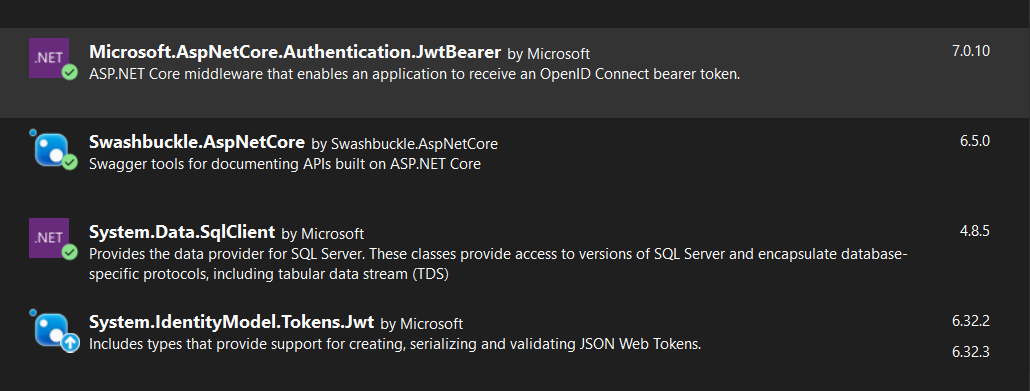 .NET
Microsoft.AspNetCore.Authentication.JwtBearer by Microsoft 7.0.10
ASP.NET Core middleware that enables an application to receive an OpenID Connect bearer token.
Swashbuckle.AspNetCore by Swashbuckle.AspNetCore 6.5.0
Swagger tools for documenting APIs built on ASP.NET Core
.NET
System.Data.SqlClient by Microsoft 4.8.5
Provides the data provider for SQL Server. These classes provide access to versions of SQL Server and encapsulate database-
specific protocols, including tabular data stream (TDS)
System.IdentityModel.Tokens.Jwt by Microsoft 6.32.2
Includes types that provide support for creating, serializing and validating JSON Web Tokens.
6.32.3